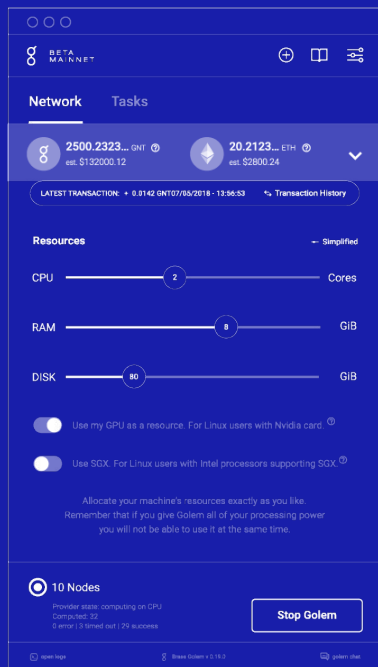 BETA
MAINNET
Network Tasks
2500.2323... GNT ?
est. $132000.12
20.2123... ETH ?
est. $2800.24
LATEST TRANSACTION: + 0.0142 GNT07/05/2018 - 13:56:53 Transaction History
Resources Simplified
CPU 2 Cores
RAM 8 GiB
DISK 80 GiB
Use my GPU as a resource. For Linux users with Nvidia card. ?
Use SGX. For Linux users with Intel processors supporting SGX. ?
Allocate your machine's resources exactly as you like.
Remember that if you give Golem all of your processing power
you will not be able to use it at the same time.
10 Nodes
Provider state: computing on CPU
Computed: 32
0 error | 3 timed out | 29 success
Stop Golem
open logs Brass Golem v 0.19.0 golem chat